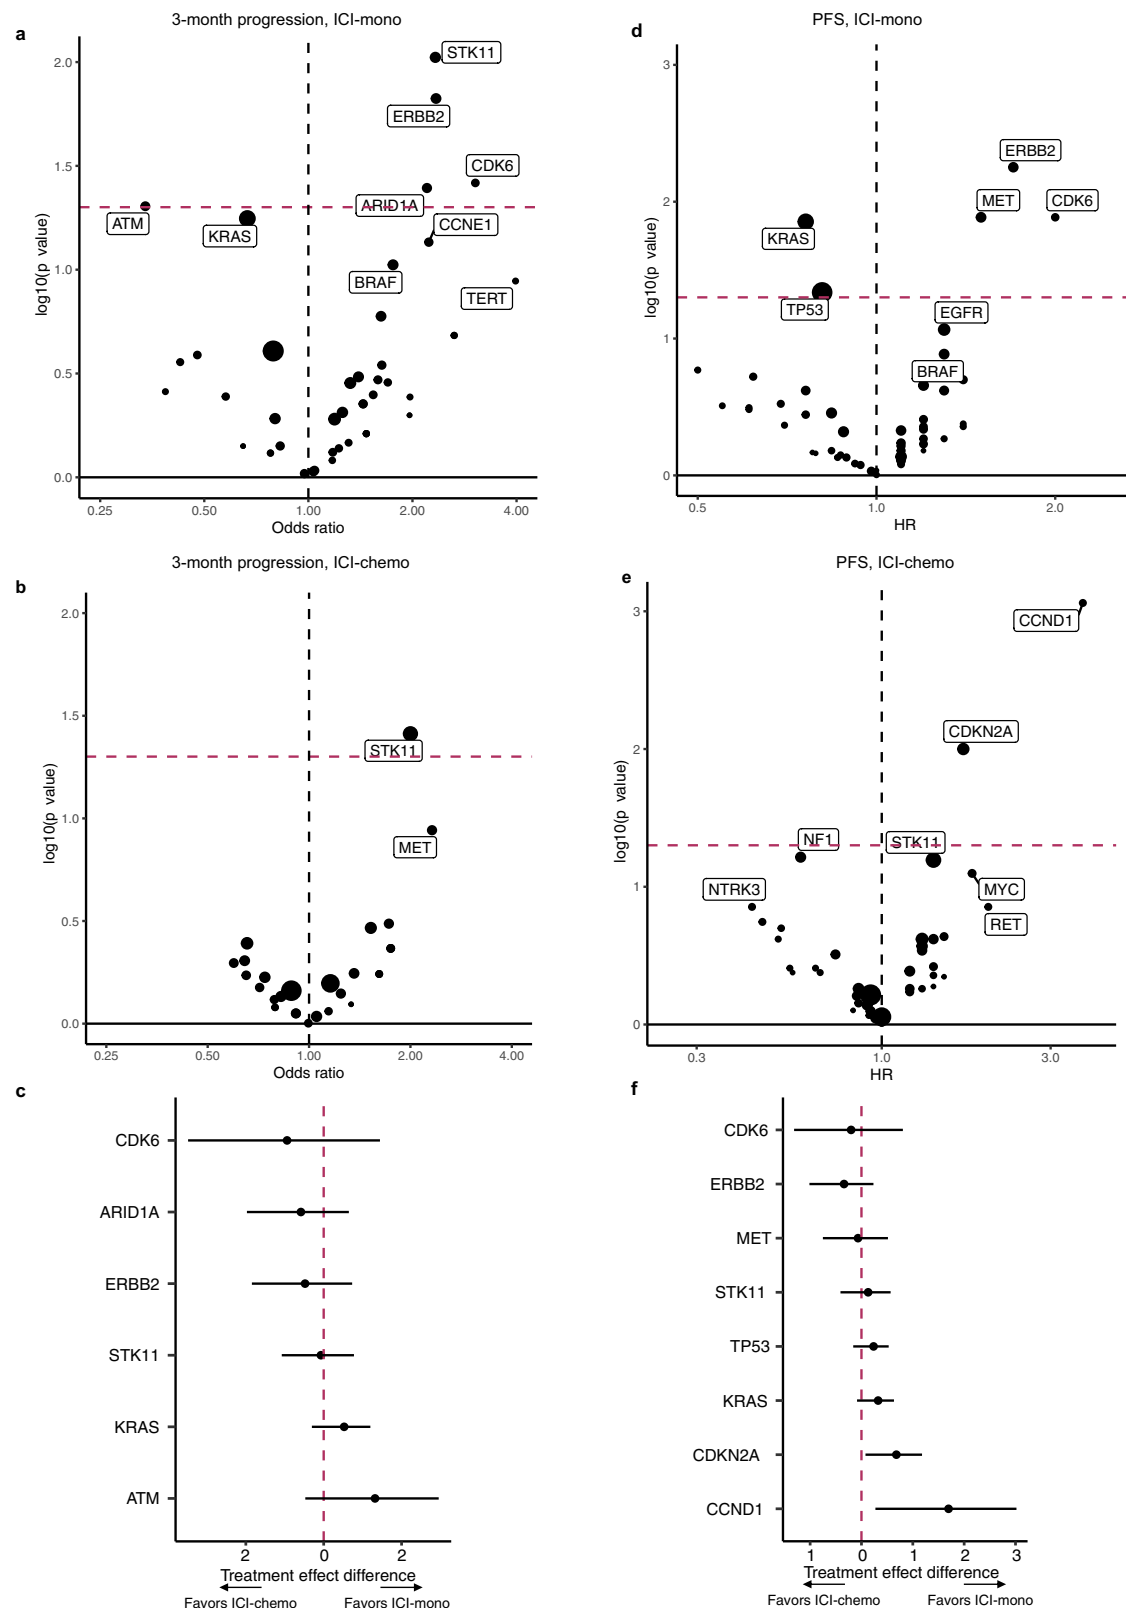 a
3-month progression, ICI-mono
2.0
1.5
1.0
0.5
0.0
log10(p value)
STK11
ERBB2
CDK6
ARID1A
ATM
KRAS
CCNE1
BRAF
TERT
0.25
0.50
1.00
2.00
4.00
Odds ratio
b
3-month progression, ICI-chemo
2.0
1.5
1.0
0.5
0.0
log10(p value)
STK11
MET
0.25
0.50
1.00
2.00
4.00
Odds ratio
c
CDK6
ARID1A
ERBB2
STK11
KRAS
ATM
2
0
2
Treatment effect difference
Favors ICI-chemo
Favors ICI-mono
d
PFS, ICI-mono
3
2
1
0
log10(p value)
ERBB2
MET
CDK6
KRAS
TP53
EGFR
BRAF
0.5
1.0
2.0
HR
e
PFS, ICI-chemo
3
2
1
0
log10(p value)
CCND1
CDKN2A
NF1
STK11
NTRK3
MYC
RET
0.3
1.0
3.0
HR
f
CDK6
ERBB2
MET
STK11
TP53
KRAS
CDKN2A
CCND1
1
0
1
2
3
Treatment effect difference
Favors ICI-chemo
Favors ICI-mono